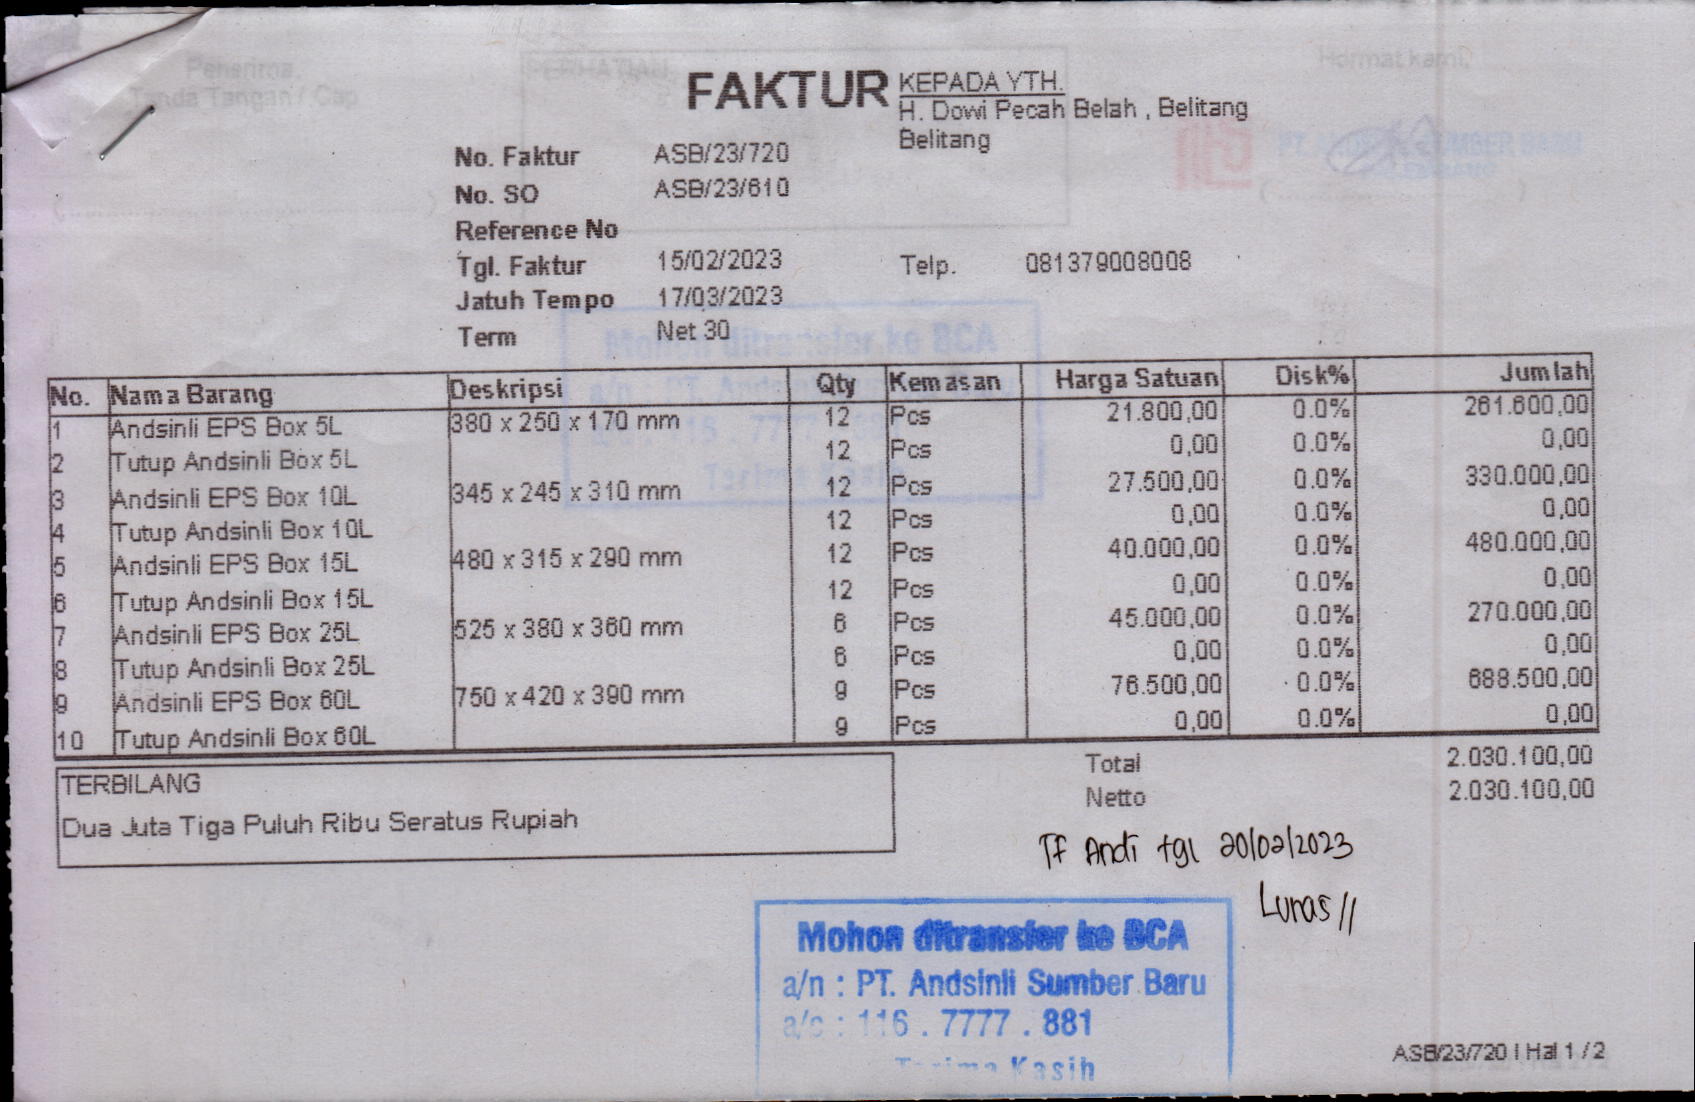 Penerima,
Tanda Tangan / Cap
PERHATIAN
Hormat kami,
FAKTUR
KEPADA YTH.
H. Dowi Pecah Belah , Belitang
Belitang
No. Faktur ASB/23/720
No. SO ASB/23/610
Reference No
Tgl. Faktur 15/02/2023 Telp. 081379008008
Jatuh Tempo 17/03/2023
Term Net 30
No. Nama Barang Deskripsi Qty Kemasan Harga Satuan Disk% Jumlah
1 Andsinli EPS Box 5L 380 x 250 x 170 mm 12 Pcs 21.800,00 0.0% 261.600,00
2 Tutup Andsinli Box 5L 12 Pcs 0,00 0.0% 0,00
3 Andsinli EPS Box 10L 345 x 245 x 310 mm 12 Pcs 27.500,00 0.0% 330.000,00
4 Tutup Andsinli Box 10L 12 Pcs 0,00 0.0% 0,00
5 Andsinli EPS Box 15L 480 x 315 x 290 mm 12 Pcs 40.000,00 0.0% 480.000,00
6 Tutup Andsinli Box 15L 12 Pcs 0,00 0.0% 0,00
7 Andsinli EPS Box 25L 525 x 380 x 360 mm 6 Pcs 45.000,00 0.0% 270.000,00
8 Tutup Andsinli Box 25L 6 Pcs 0,00 0.0% 0,00
9 Andsinli EPS Box 60L 750 x 420 x 390 mm 9 Pcs 76.500,00 0.0% 688.500,00
10 Tutup Andsinli Box 60L 9 Pcs 0,00 0.0% 0,00
Total 2.030.100,00
Netto 2.030.100,00
TERBILANG
Dua Juta Tiga Puluh Ribu Seratus Rupiah
TF Andi tgl 20/02/2023
Lunas //
Mohon ditransfer ke BCA
a/n : PT. Andsinli Sumber Baru
a/c : 116 . 7777 . 881
Terima Kasih
ASB/23/720 | Hal 1 / 2